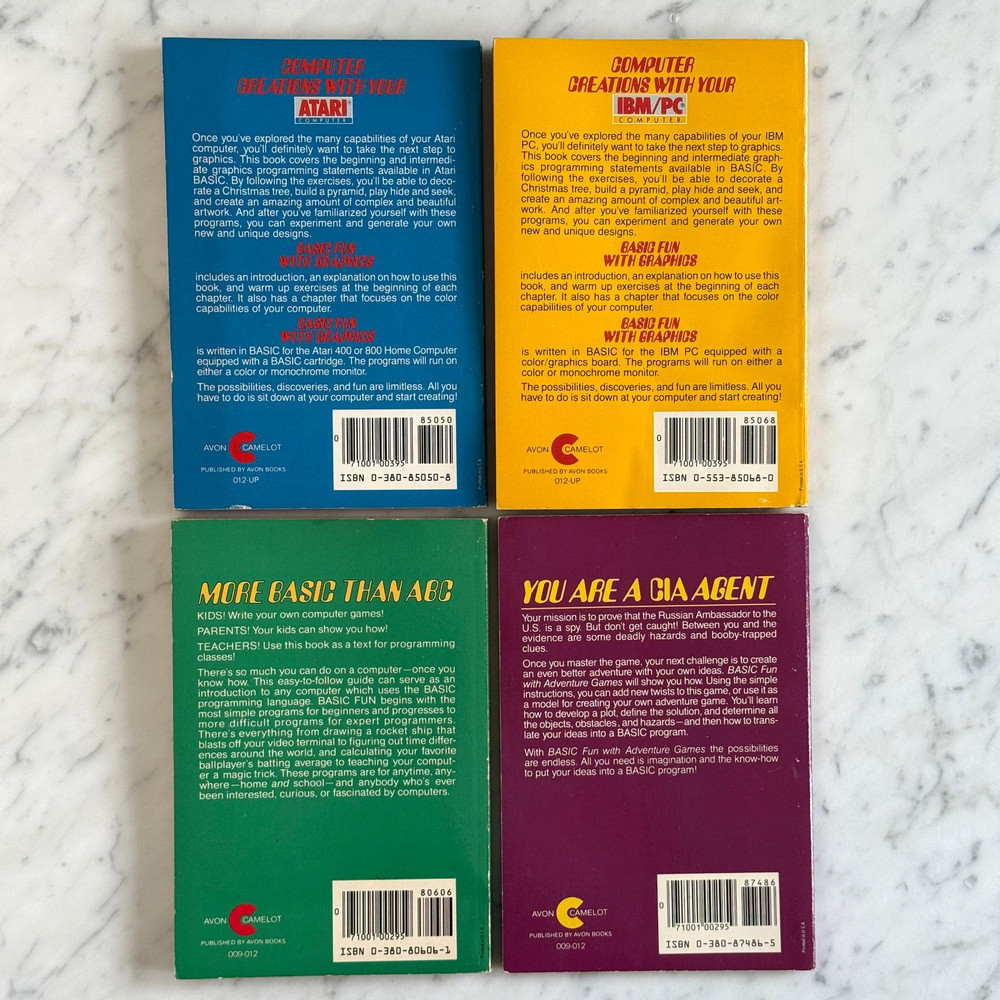 COMPUTER
CREATIONS WITH YOUR
ATARI®
COMPUTER
Once you've explored the many capabilities of your Atari
computer, you'll definitely want to take the next step to
graphics. This book covers the beginning and intermedi-
ate graphics programming statements available in Atari
BASIC. By following the exercises, you'll be able to deco-
rate a Christmas tree, build a pyramid, play hide and seek,
and create an amazing amount of complex and beautiful
artwork. And after you've familiarized yourself with these
programs, you can experiment and generate your own
new and unique designs.
BASIC FUN
WITH GRAPHICS
includes an introduction, an explanation on how to use this
book, and warm up exercises at the beginning of each
chapter. It also has a chapter that focuses on the color
capabilities of your computer.
BASIC FUN
WITH GRAPHICS
is written in BASIC for the Atari 400 or 800 Home Computer
equipped with a BASIC cartridge. The programs will run on
either a color or monochrome monitor.
The possibilities, discoveries, and fun are limitless. All you
have to do is sit down at your computer and start creating!
AVON CAMELOT
PUBLISHED BY AVON BOOKS
012-UP
85050
0
71001 00395
ISBN 0-380-85050-8
Printed in U.S.A.
COMPUTER
CREATIONS WITH YOUR
IBM/PC
COMPUTER
Once you've explored the many capabilities of your IBM
PC, you'll definitely want to take the next step to graphics.
This book covers the beginning and intermediate graph-
ics programming statements available in BASIC. By
following the exercises, you'll be able to decorate a
Christmas tree, build a pyramid, play hide and seek, and
create an amazing amount of complex and beautiful art-
work. And after you've familiarized yourself with these
programs, you can experiment and generate your own
new and unique designs.
BASIC FUN
WITH GRAPHICS
includes an introduction, an explanation on how to use this
book, and warm up exercises at the beginning of each
chapter. It also has a chapter that focuses on the color
capabilities of your computer.
BASIC FUN
WITH GRAPHICS
is written in BASIC for the IBM PC equipped with a
color/graphics board. The programs will run on either a
color or monochrome monitor.
The possibilities, discoveries, and fun are limitless. All you
have to do is sit down at your computer and start creating!
AVON CAMELOT
PUBLISHED BY AVON BOOKS
012-UP
85068
0
71001 00395
ISBN 0-553-85068-0
Printed in U.S.A.
MORE BASIC THAN ABC
KIDS! Write your own computer games!
PARENTS! Your kids can show you how!
TEACHERS! Use this book as a text for programming
classes!
There's so much you can do on a computer—once you
know how. This easy-to-follow guide can serve as an
introduction to any computer which uses the BASIC
programming language. BASIC FUN begins with the
most simple programs for beginners and progresses to
more difficult programs for expert programmers.
There's everything from drawing a rocket ship that
blasts off your video terminal to figuring out time differ-
ences around the world, and calculating your favorite
ballplayer's batting average to teaching your comput-
er a magic trick. These programs are for anytime, any-
where—home and school—and anybody who's ever
been interested, curious, or fascinated by computers.
AVON CAMELOT
PUBLISHED BY AVON BOOKS
009-012
80606
0
71001 00295
ISBN 0-380-80606-1
Printed in U.S.A.
YOU ARE A CIA AGENT
Your mission is to prove that the Russian Ambassador to the
U.S. is a spy. But don't get caught! Between you and the
evidence are some deadly hazards and booby-trapped
clues.
Once you master the game, your next challenge is to create
an even better adventure with your own ideas. BASIC Fun
with Adventure Games will show you how. Using the simple
instructions, you can add new twists to this game, or use it as
a model for creating your own adventure game. You'll learn
how to develop a plot, define the solution, and determine all
the objects, obstacles, and hazards—and then how to trans-
late your ideas into a BASIC program.
With BASIC Fun with Adventure Games the possibilities
are endless. All you need is imagination and the know-how
to put your ideas into a BASIC program!
AVON CAMELOT
PUBLISHED BY AVON BOOKS
009-012
87486
0
71001 00295
ISBN 0-380-87486-5
Printed in U.S.A.